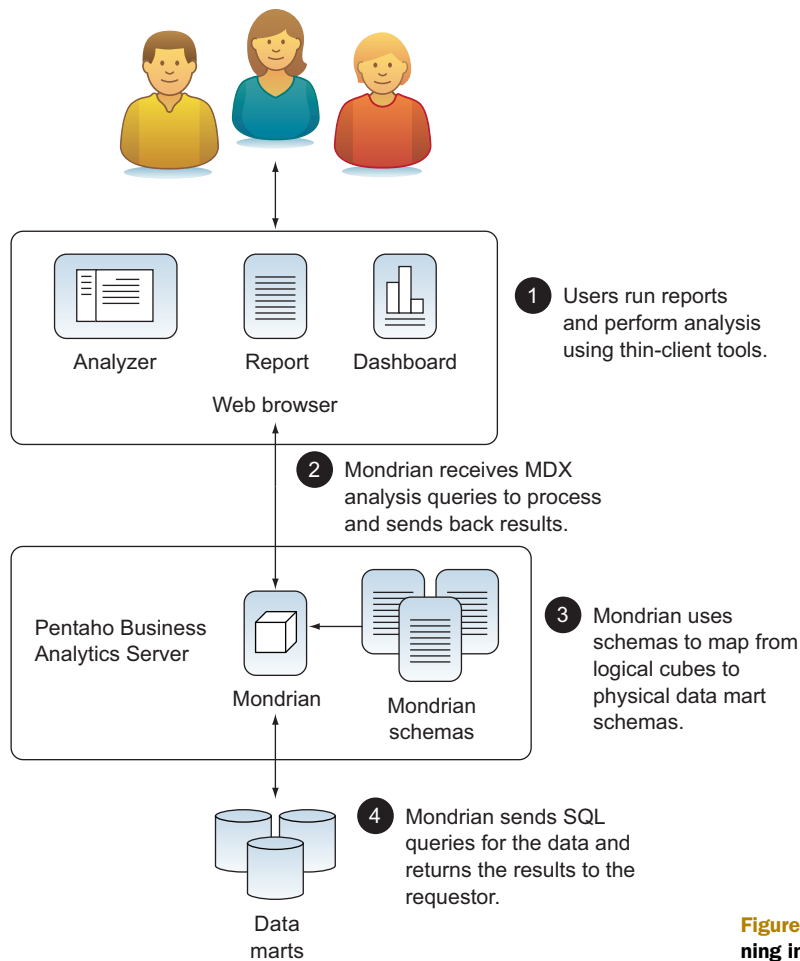 Analyzer
Report
Dashboard
Web browser
1
Users run reports
and perform analysis
using thin-client tools.
2
Mondrian receives MDX
analysis queries to process
and sends back results.
Pentaho Business
Analytics Server
Mondrian
Mondrian
schemas
3
Mondrian uses
schemas to map from
logical cubes to
physical data mart
schemas.
4
Mondrian sends SQL
queries for the data and
returns the results to the
requestor.
Data
marts
Figure
ning in